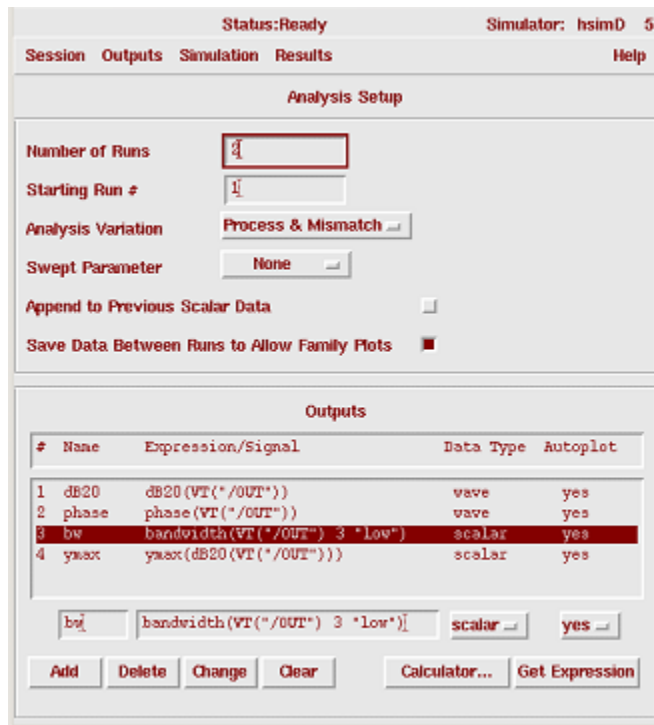 Status:Ready Simulator: hsimD 5
Session Outputs Simulation Results Help
Analysis Setup
Number of Runs
Starting Run # 1
Analysis Variation Process & Mismatch
Swept Parameter None
Append to Previous Scalar Data
Save Data Between Runs to Allow Family Plots
Outputs
# Name Expression/Signal Data Type Autoplot
1 dB20 dB20(VT("/OUT")) wave yes
2 phase phase(VT("/OUT")) wave yes
3 bw bandwidth(VT("/OUT") 3 "low") scalar yes
4 ymax ymax(dB20(VT("/OUT"))) scalar yes
bw bandwidth(VT("/OUT") 3 "low") scalar yes
Add Delete Change Clear Calculator... Get Expression